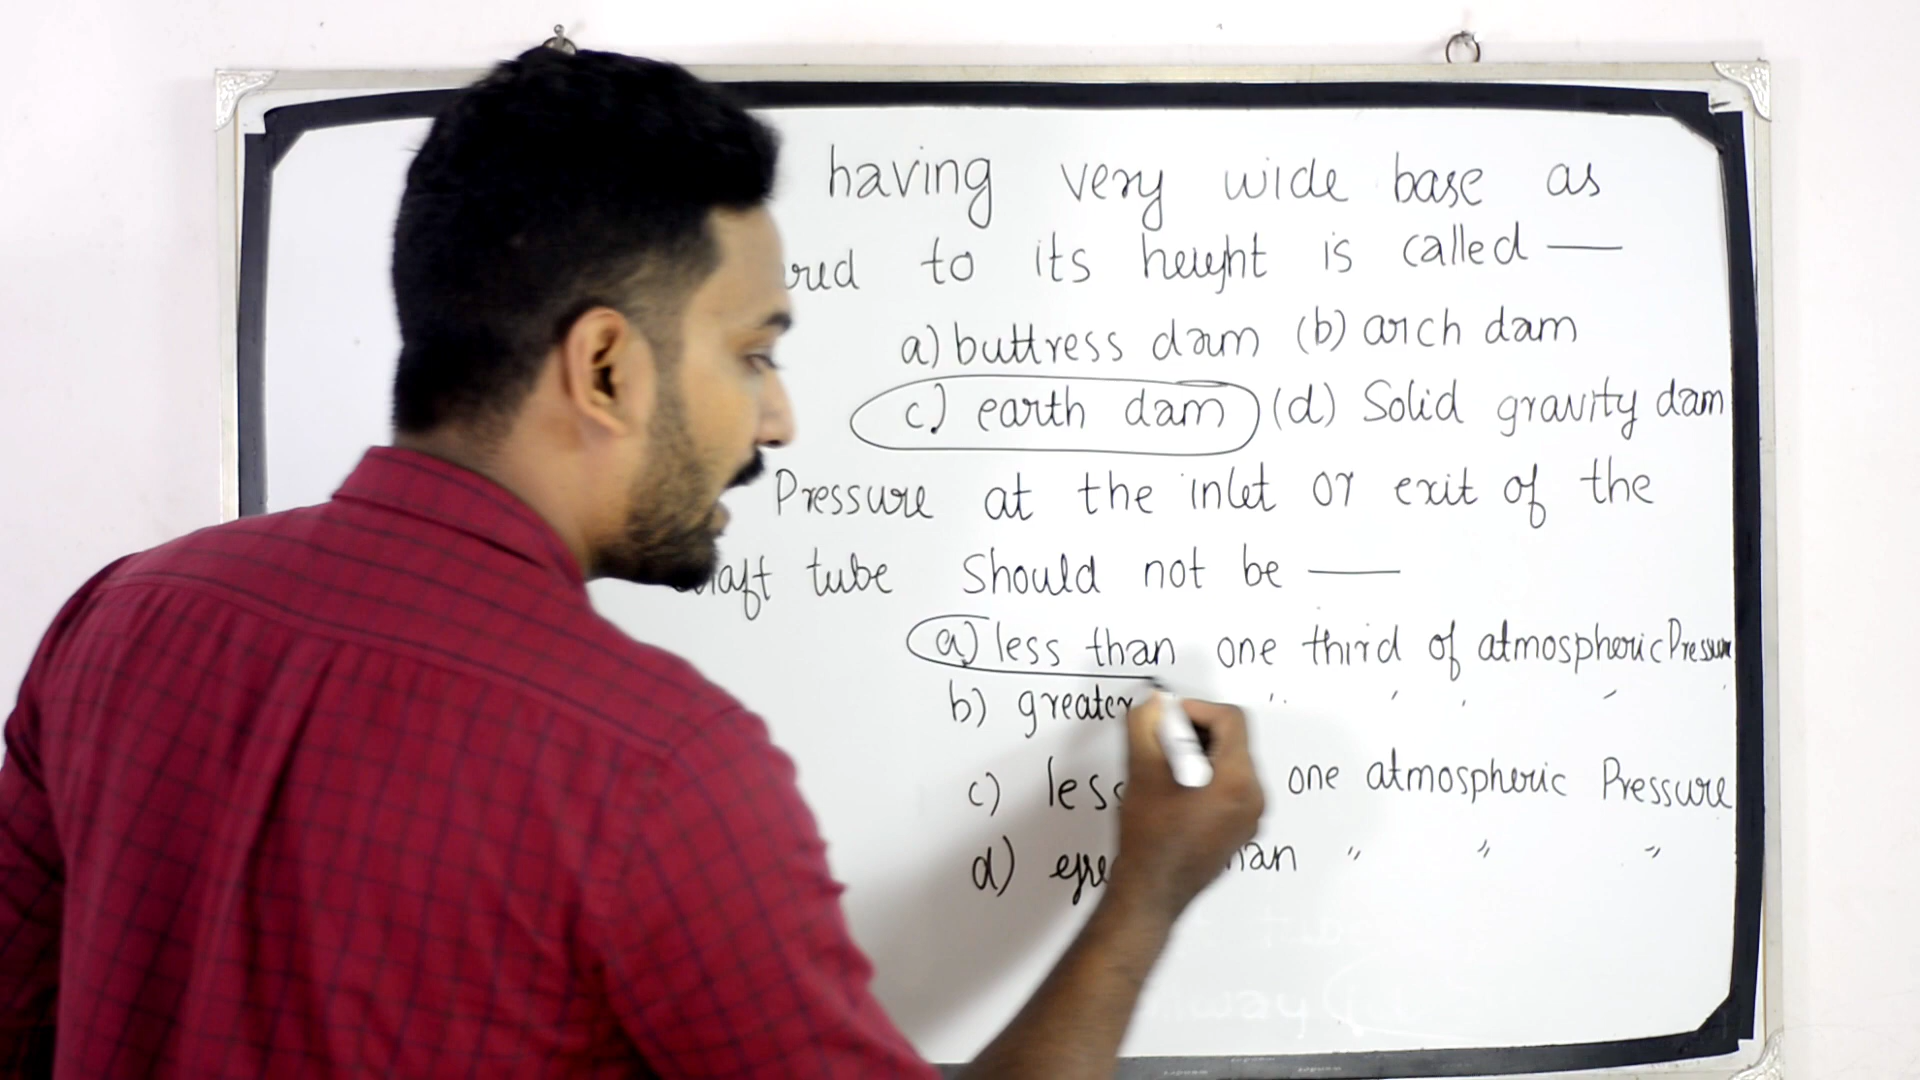 having very wide base as
to its height is called —
a) buttress dam (b) arch dam
c) earth dam (d) Solid gravity dam
Pressure at the inlet or exit of the
tube Should not be —
a) less than one third of atmospheric Pressure
b) greater " " " "
c) less one atmospheric Pressure
d) " " "